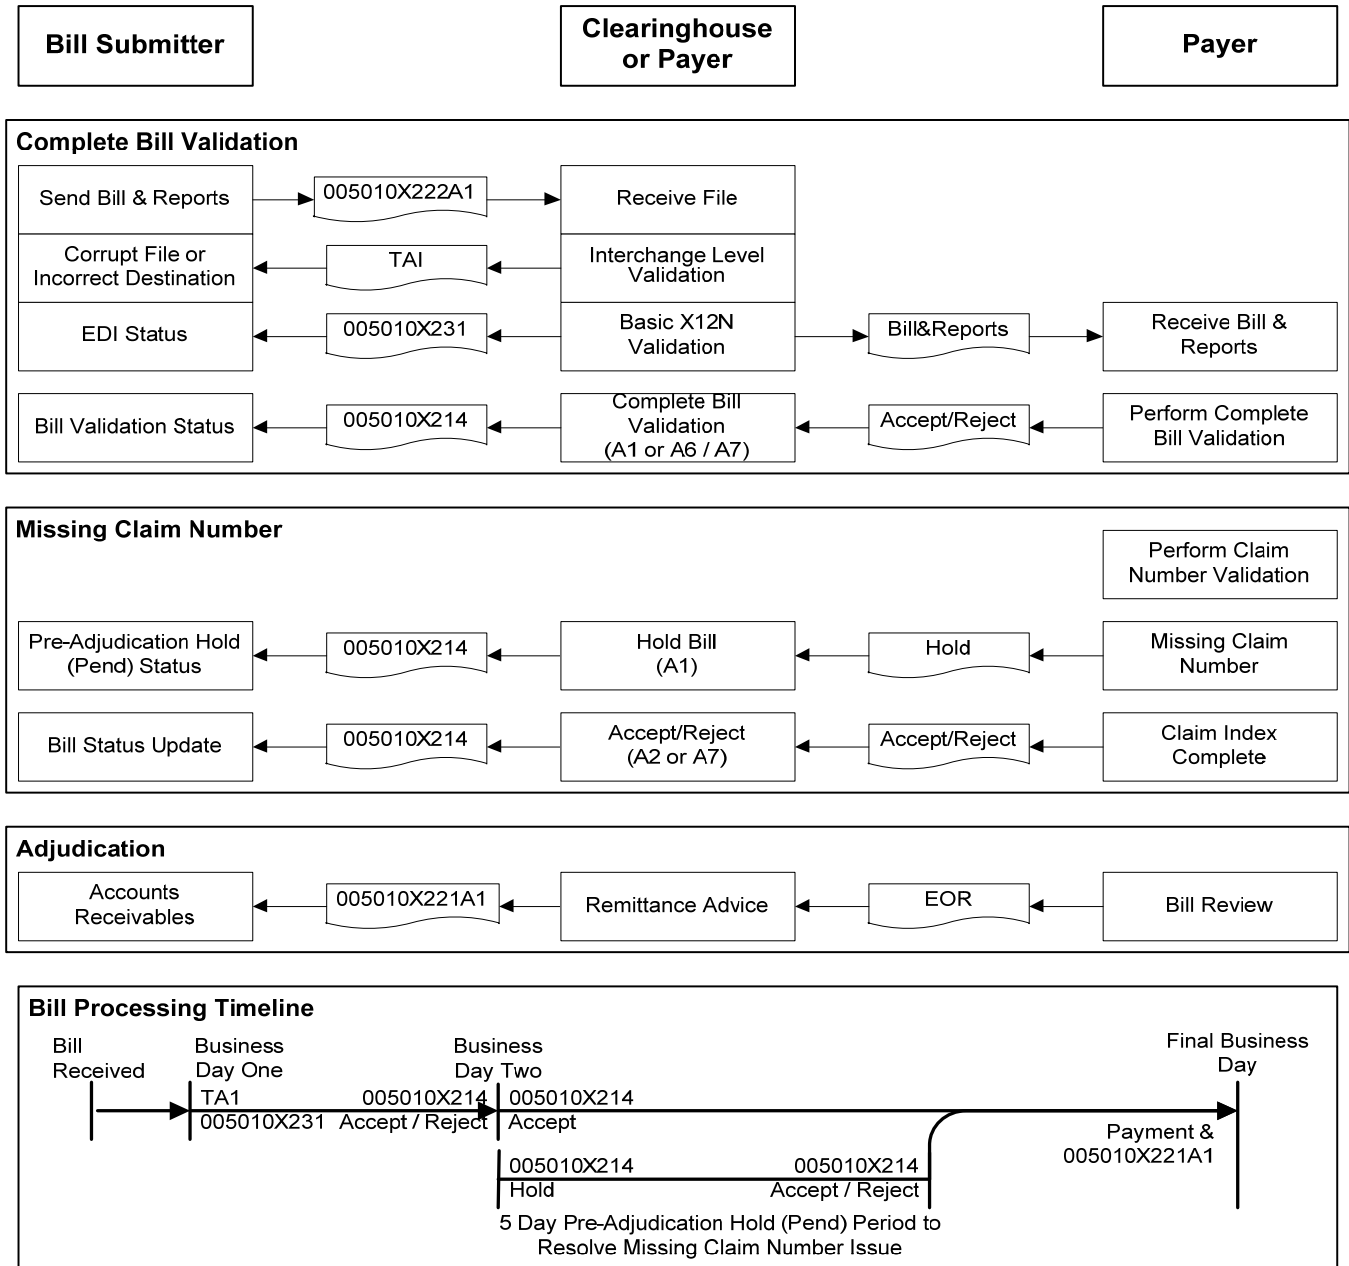 Bill Submitter
Clearinghouse
or Payer
Payer
Complete Bill Validation
Send Bill & Reports
005010X222A1
Receive File
Corrupt File or
Incorrect Destination
TAI
Interchange Level
Validation
EDI Status
005010X231
Basic X12N
Validation
Bill&Reports
Receive Bill &
Reports
Bill Validation Status
005010X214
Complete Bill
Validation
(A1 or A6 / A7)
Accept/Reject
Perform Complete
Bill Validation
Missing Claim Number
Perform Claim
Number Validation
Pre-Adjudication Hold
(Pend) Status
005010X214
Hold Bill
(A1)
Hold
Missing Claim
Number
Bill Status Update
005010X214
Accept/Reject
(A2 or A7)
Accept/Reject
Claim Index
Complete
Adjudication
Accounts
Receivables
005010X221A1
Remittance Advice
EOR
Bill Review
Bill Processing Timeline
Bill
Received
Business
Day One
Business
Day Two
Final Business
Day
TA1
005010X231
005010X214
Accept / Reject
005010X214
Accept
Payment &
005010X221A1
005010X214
Hold
005010X214
Accept / Reject
5 Day Pre-Adjudication Hold (Pend) Period to
Resolve Missing Claim Number Issue